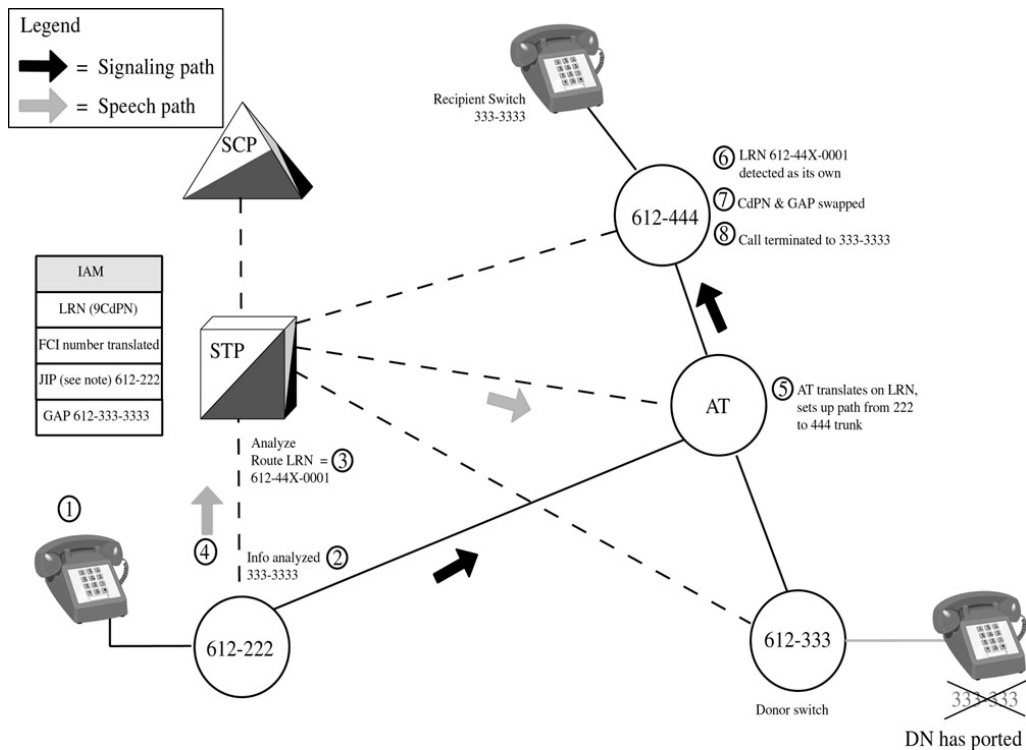 Legend
= Signaling path
= Speech path
SCP
Recipient Switch
333-3333
612-444
6 LRN 612-44X-0001
detected as its own
7 CdPN & GAP swapped
8 Call terminated to 333-3333
IAM
LRN (9CdPN)
FCI number translated
JIP (see note) 612-222
GAP 612-333-3333
STP
AT
5 AT translates on LRN,
sets up path from 222
to 444 trunk
Analyze
Route LRN = 3
612-44X-0001
1
4
Info analyzed 2
333-3333
612-222
612-333
Donor switch
333-333
DN has ported